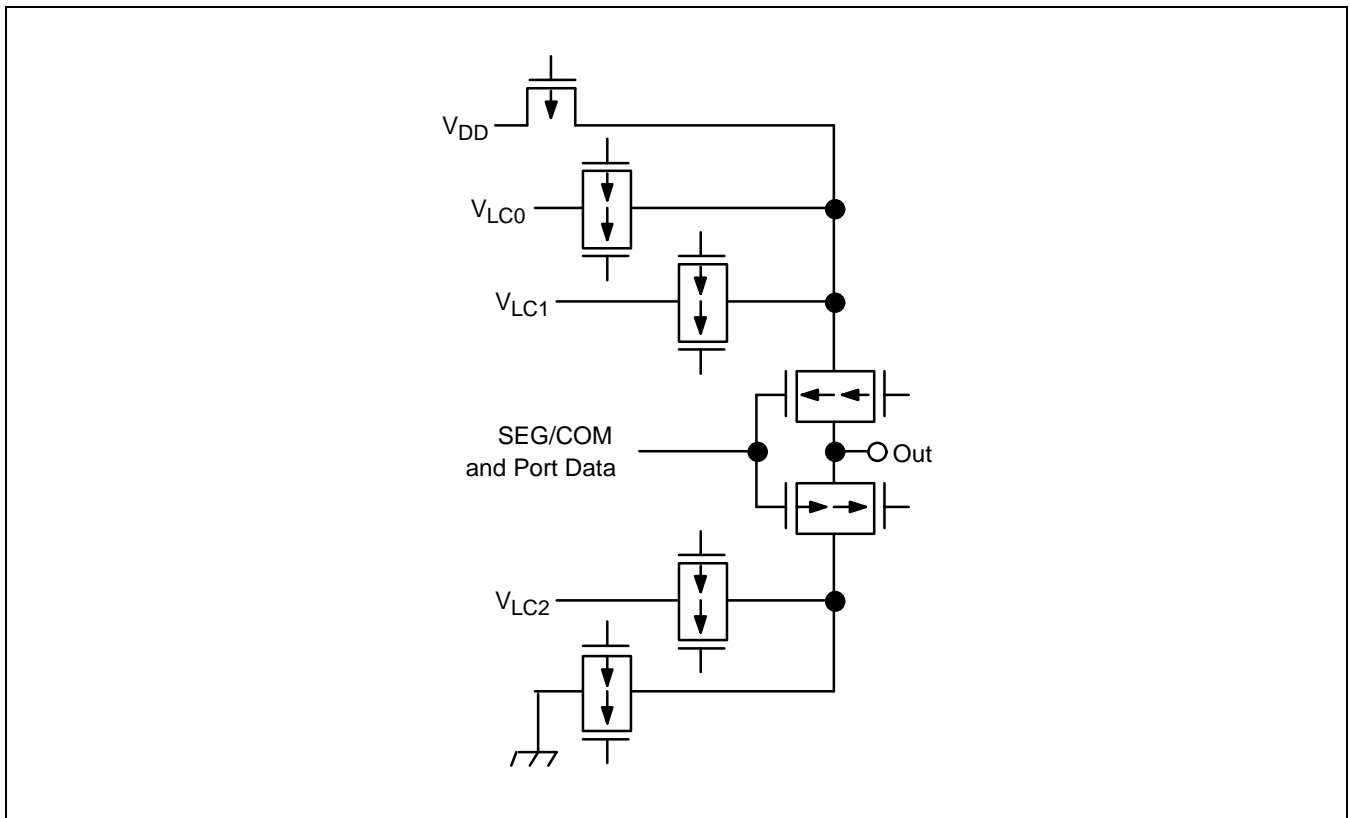 VDD
VLC0
VLC1
SEG/COM
and Port Data
Out
VLC2